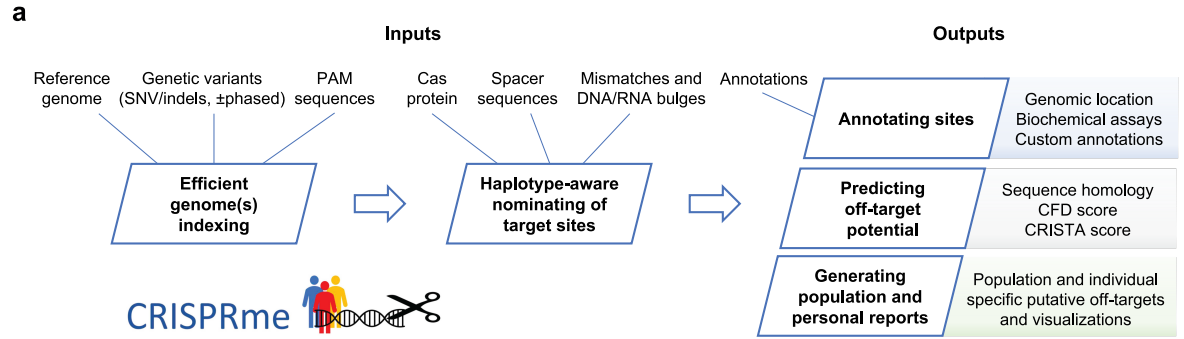 a
Inputs
Outputs
Reference
genome
Genetic variants
(SNV/indels, ±phased)
PAM
sequences
Cas
protein
Spacer
sequences
Mismatches and
DNA/RNA bulges
Annotations
Efficient
genome(s)
indexing
Haplotype-aware
nominating of
target sites
Annotating sites
Genomic location
Biochemical assays
Custom annotations
Predicting
off-target
potential
Sequence homology
CFD score
CRISTA score
Generating
population and
personal reports
Population and individual
specific putative off-targets
and visualizations
CRISPRme